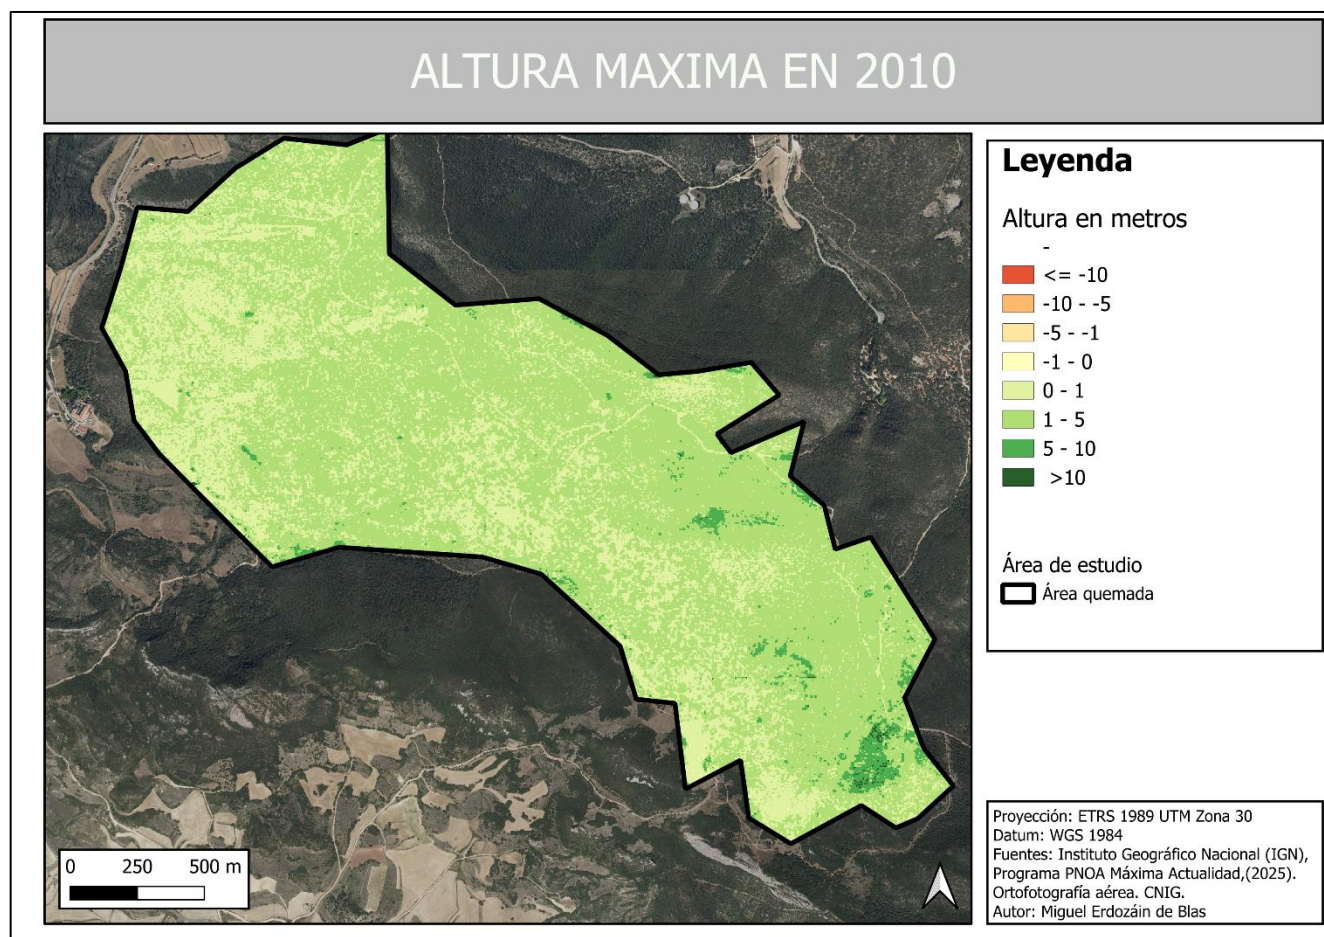 ALTURA MAXIMA EN 2010
Leyenda
Altura en metros
-
<= -10
-10 - -5
-5 - -1
-1 - 0
0 - 1
1 - 5
5 - 10
>10
Área de estudio
Área quemada
0 250 500 m
Proyección: ETRS 1989 UTM Zona 30
Datum: WGS 1984
Fuentes: Instituto Geográfico Nacional (IGN),
Programa PNOA Máxima Actualidad,(2025).
Ortofotografía aérea. CNIG.
Autor: Miguel Erdozáin de Blas